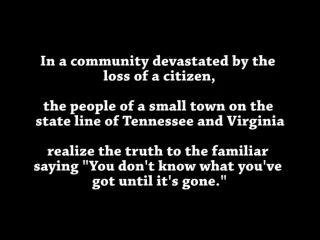 In a community devastated by the
loss of a citizen,
the people of a small town on the
state line of Tennessee and Virginia
realize the truth to the familiar
saying "You don't know what you've
got until it's gone."